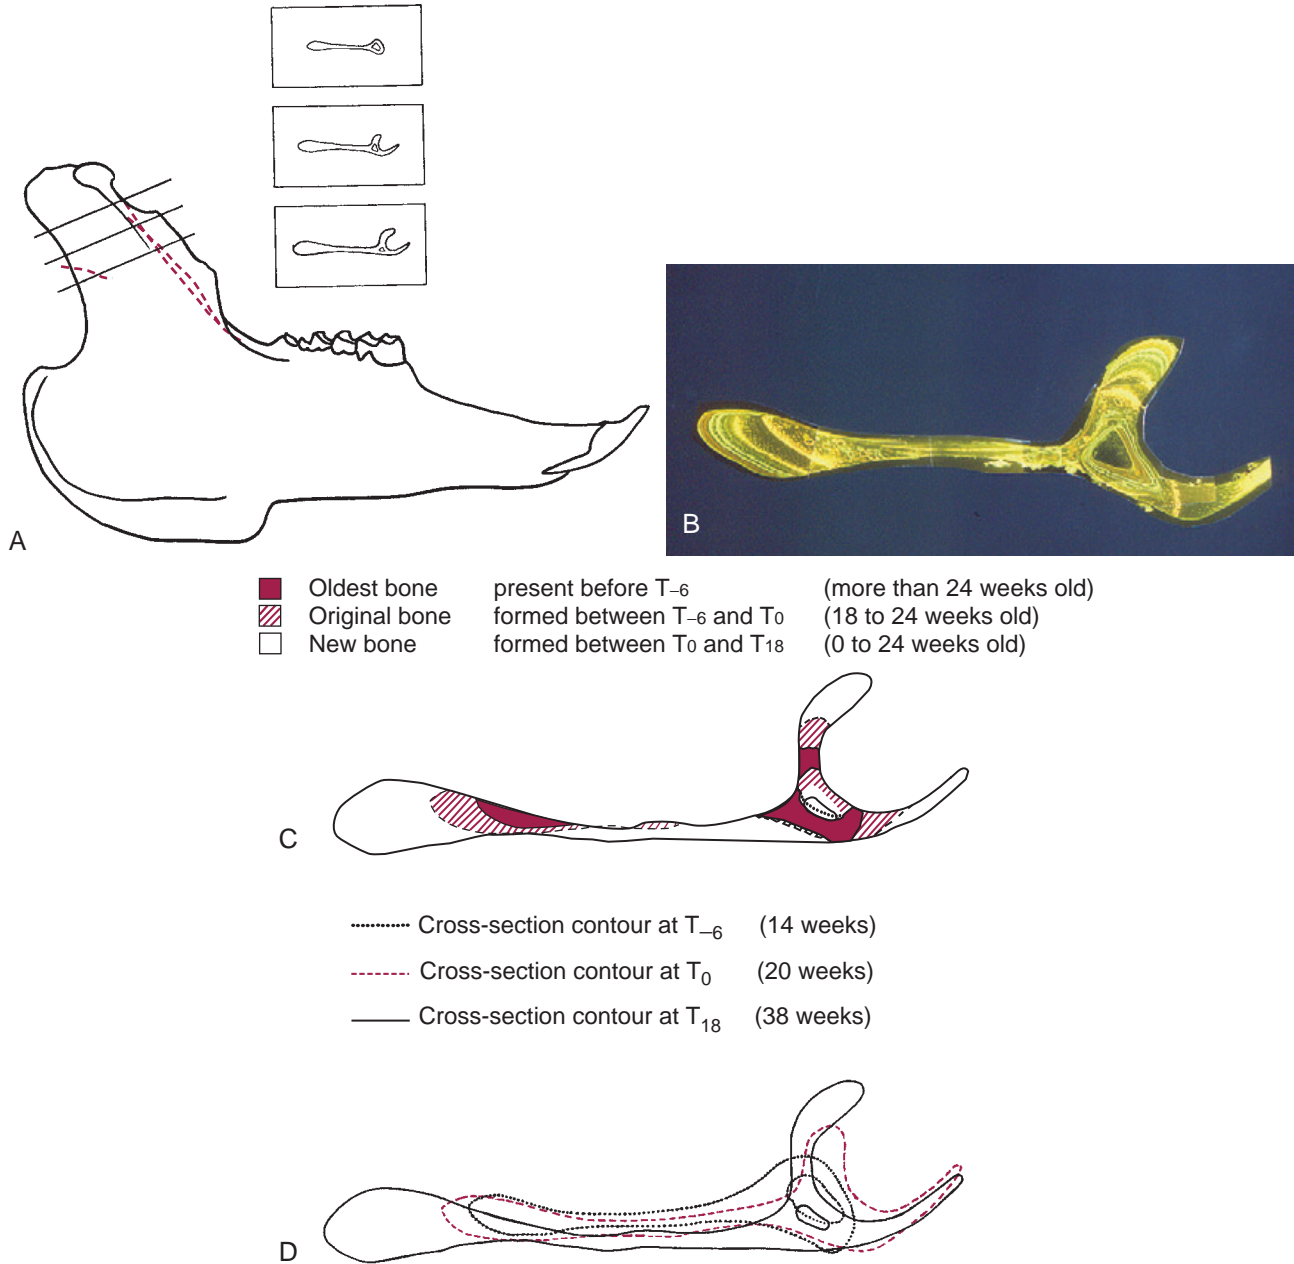 A
B
Oldest bone present before T–6 (more than 24 weeks old)
Original bone formed between T–6 and T0 (18 to 24 weeks old)
New bone formed between T0 and T18 (0 to 24 weeks old)
C
Cross-section contour at T–6 (14 weeks)
Cross-section contour at T0 (20 weeks)
Cross-section contour at T18 (38 weeks)
D